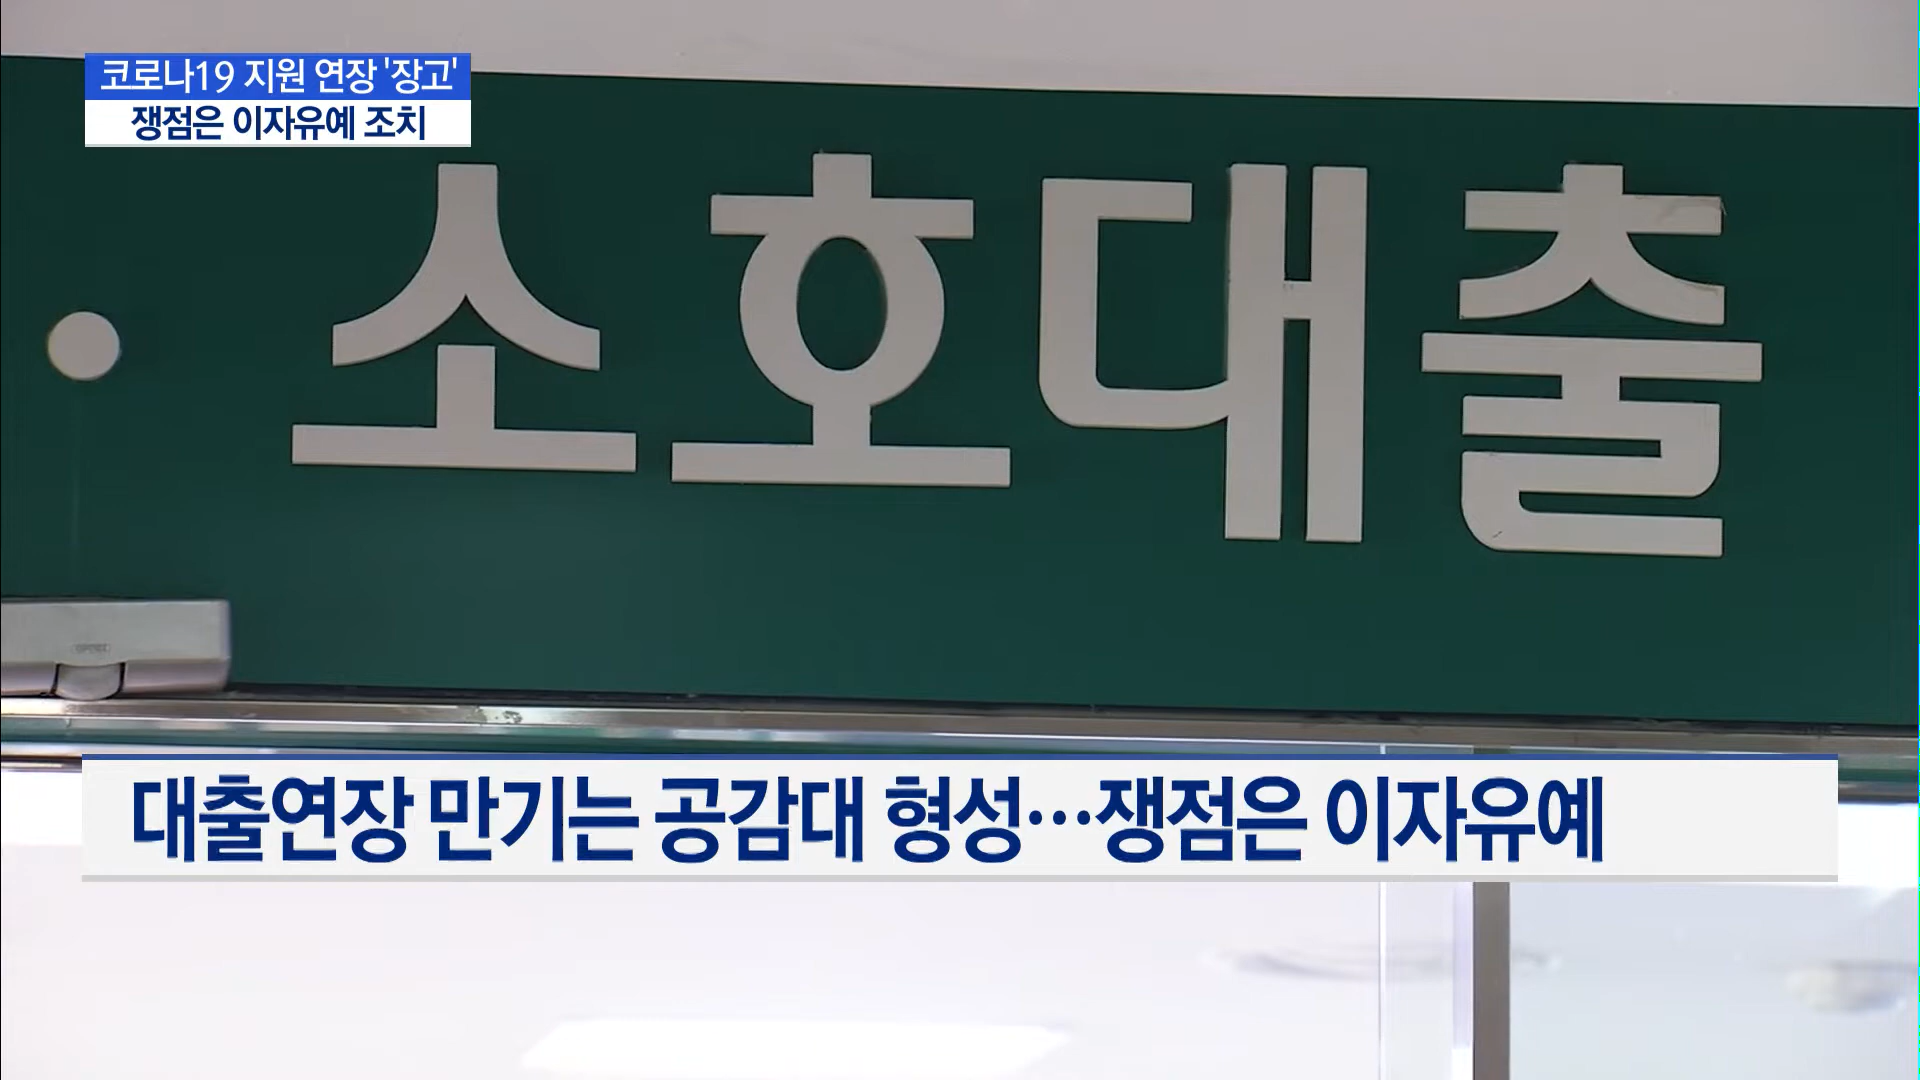 코로나19 지원 연장 '장고'
쟁점은 이자유예 조치
· 소호대출
대출연장 만기는 공감대 형성…쟁점은 이자유예